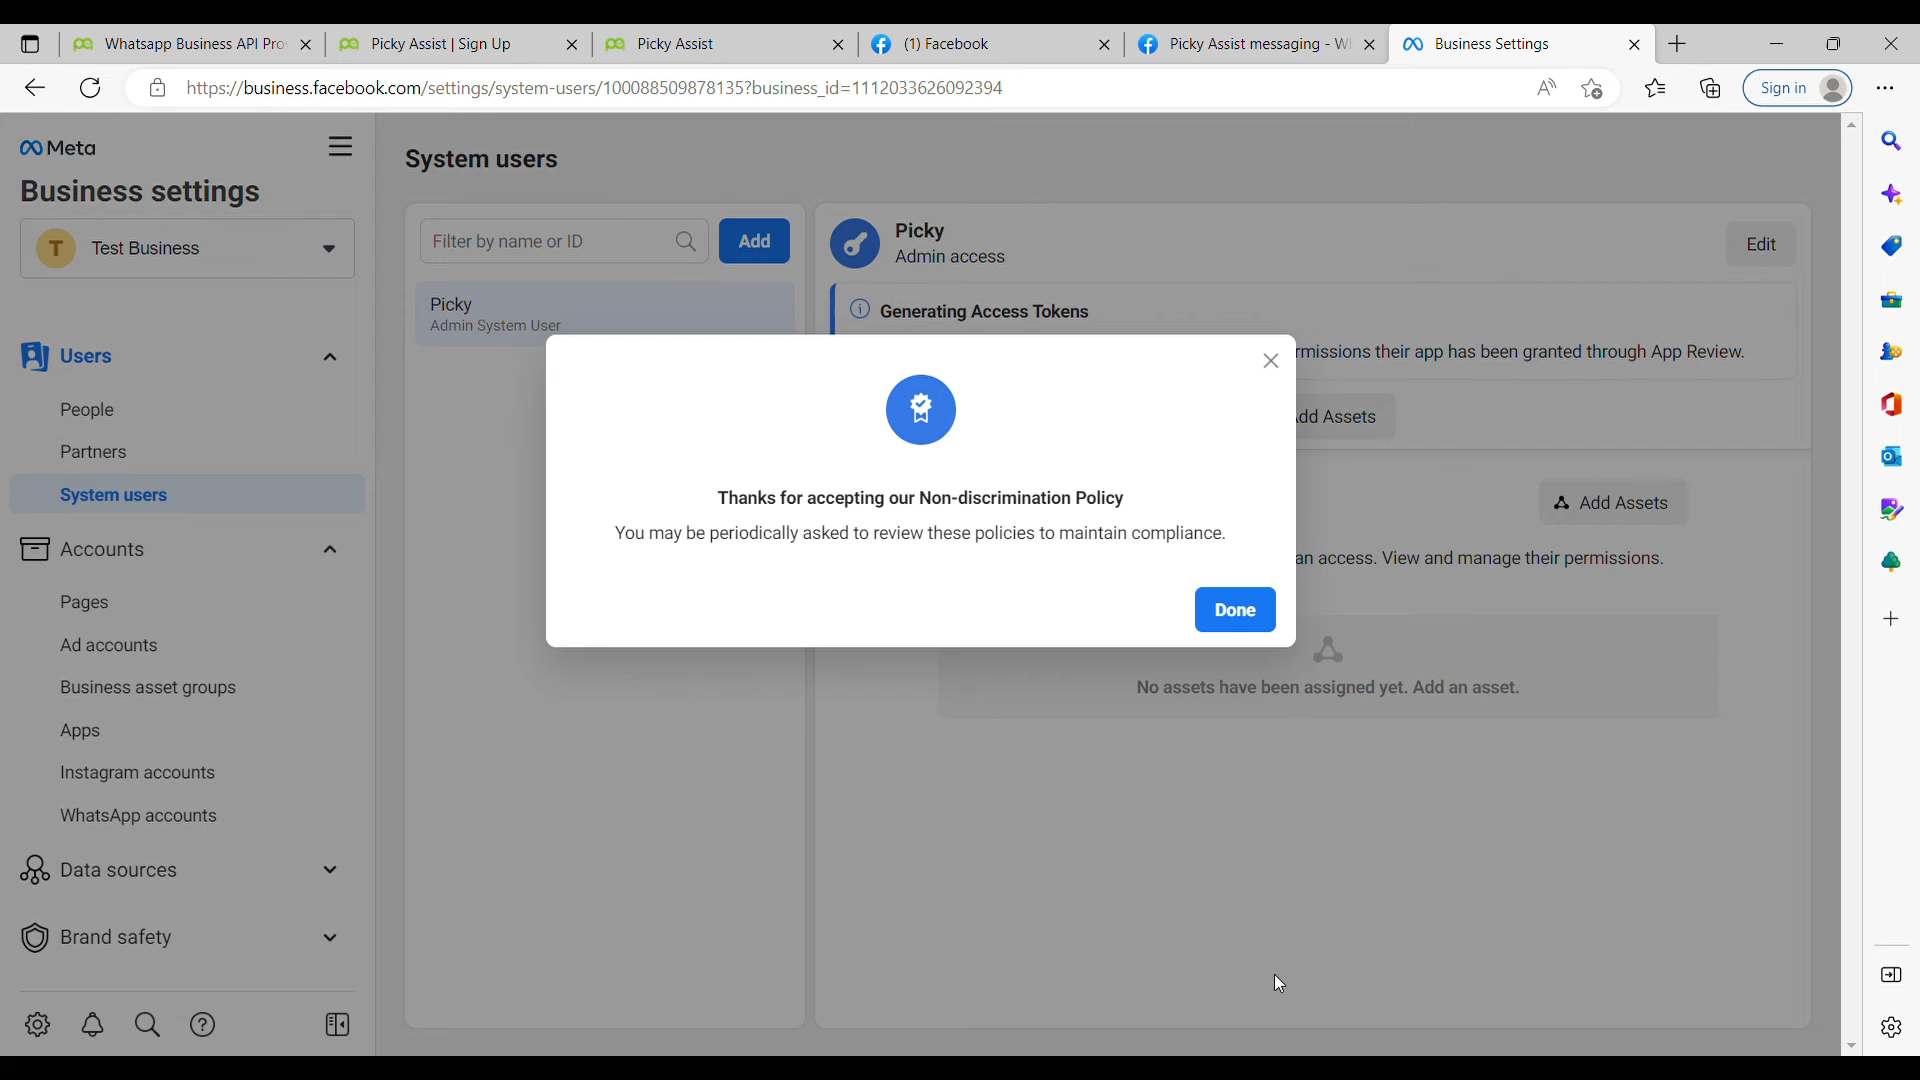 Whatsapp Business API Pro
Picky Assist | Sign Up
Picky Assist
(1) Facebook
Picky Assist messaging - W
Business Settings
https://business.facebook.com/settings/system-users/100088509878135?business_id=1112033626092394
Sign in
Meta
Business settings
T
Test Business
Users
People
Partners
System users
Accounts
Pages
Ad accounts
Business asset groups
Apps
Instagram accounts
WhatsApp accounts
Data sources
Brand safety
System users
Filter by name or ID
Add
Picky
Admin System User
Picky
Admin access
Edit
Generating Access Tokens
missions their app has been granted through App Review.
Add Assets
Add Assets
an access. View and manage their permissions.
No assets have been assigned yet. Add an asset.
Thanks for accepting our Non-discrimination Policy
You may be periodically asked to review these policies to maintain compliance.
Done